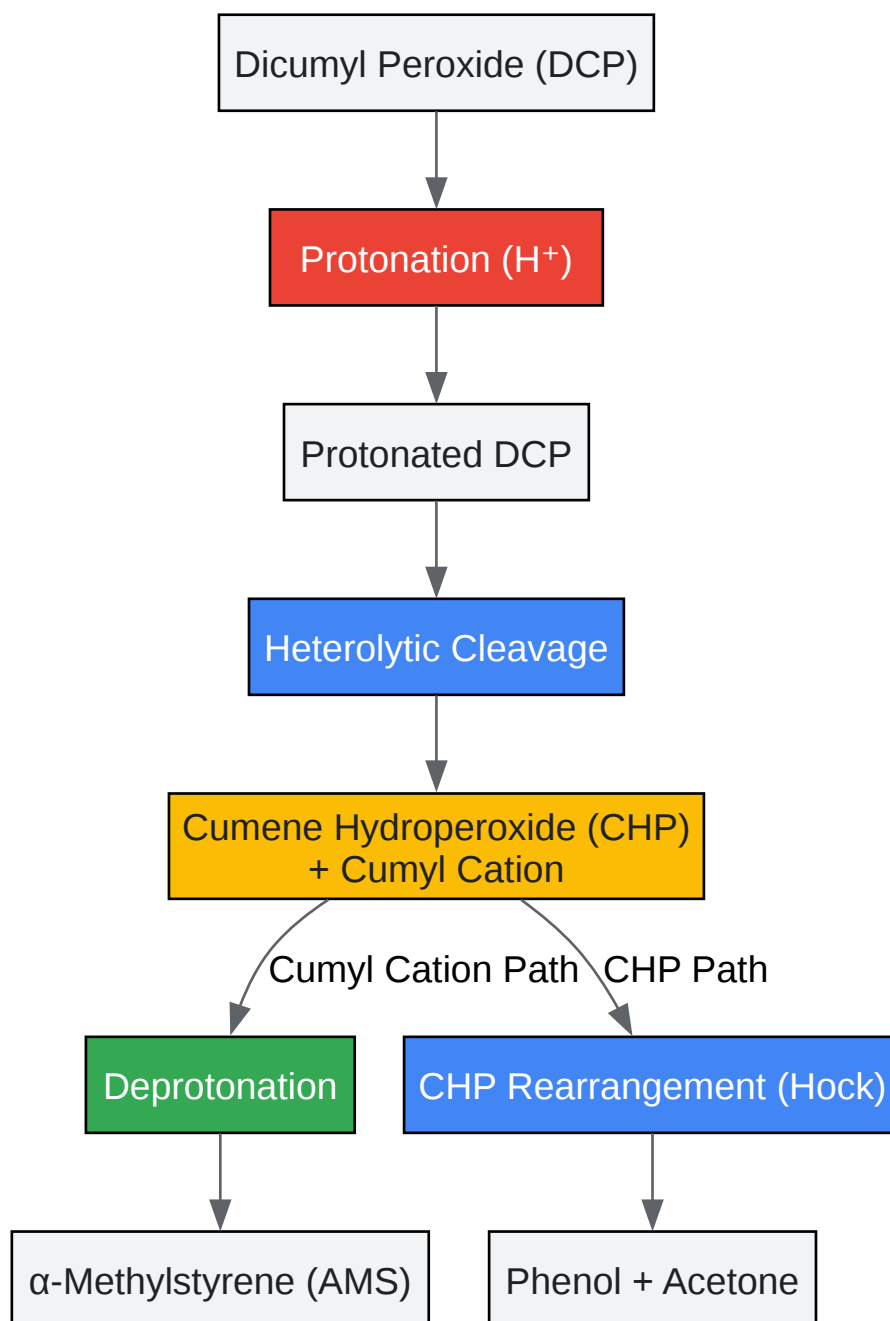 Dicumyl Peroxide (DCP)
Protonation (H⁺)
Protonated DCP
Heterolytic Cleavage
Cumene Hydroperoxide (CHP)
+ Cumyl Cation
Cumyl Cation Path
CHP Path
Deprotonation
CHP Rearrangement (Hock)
α-Methylstyrene (AMS)
Phenol + Acetone